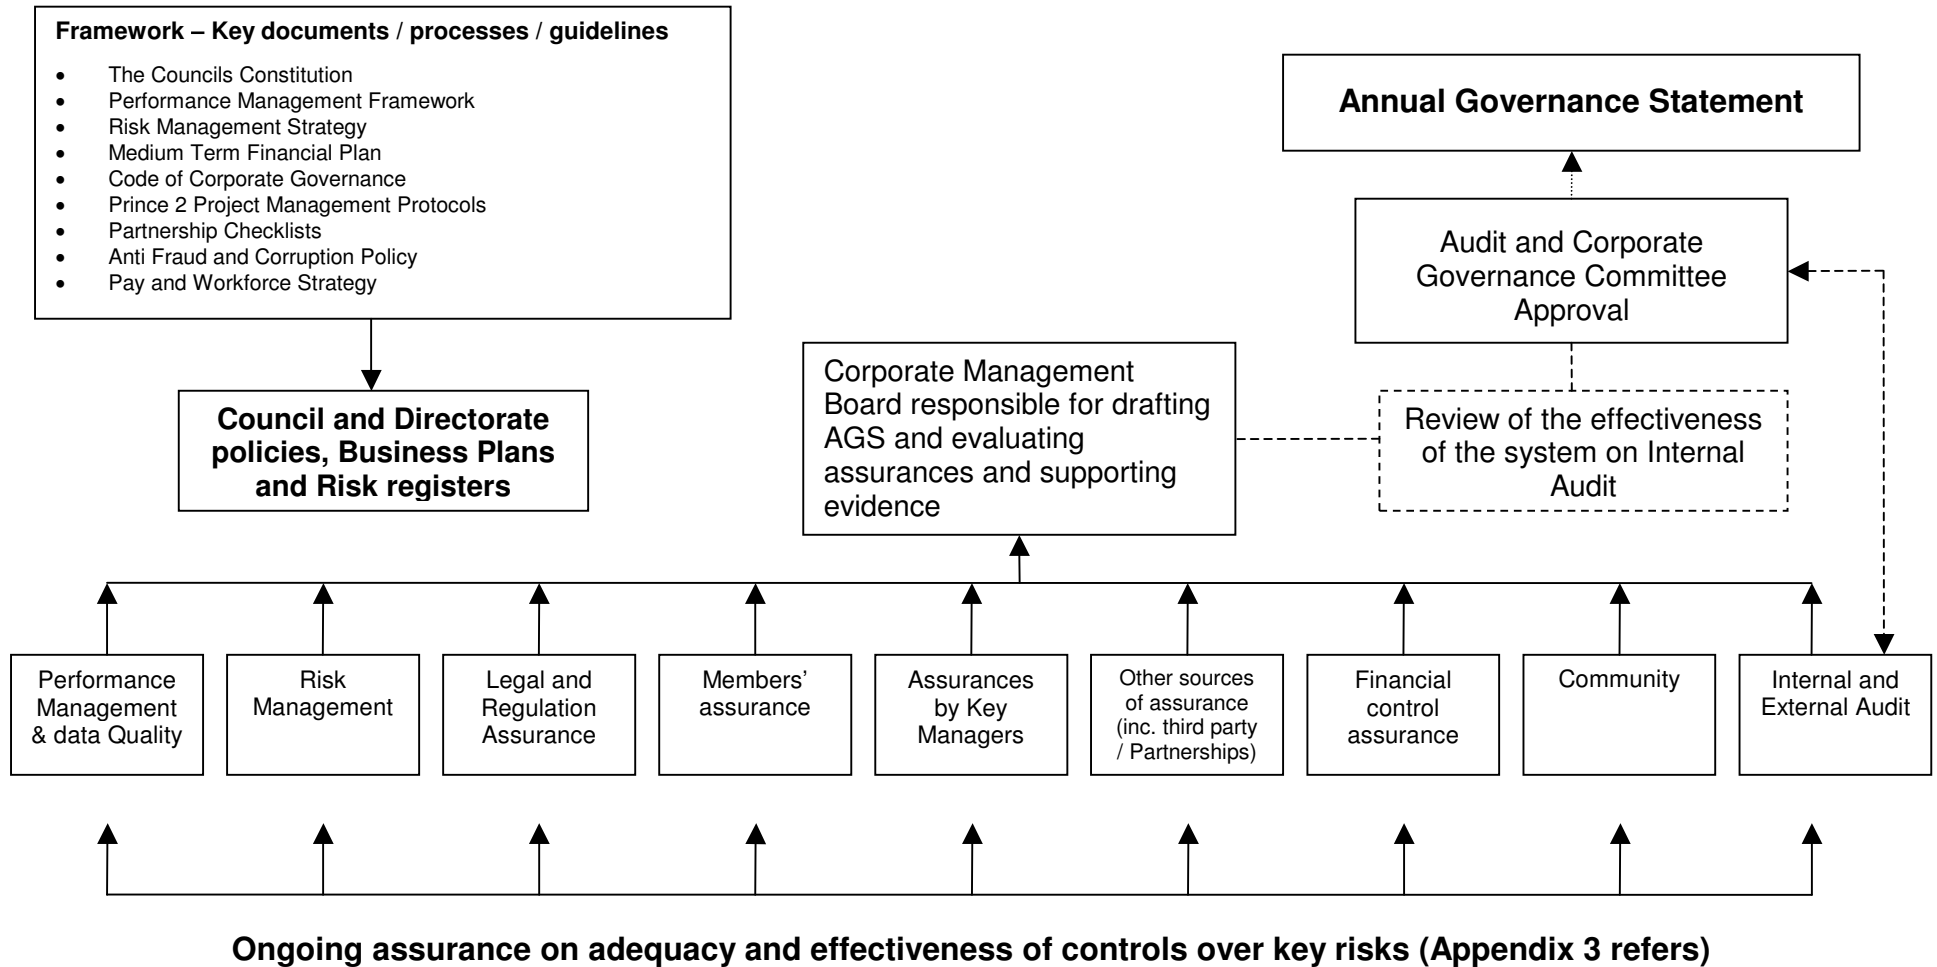 Framework – Key documents / processes / guidelines
• The Councils Constitution
• Performance Management Framework
• Risk Management Strategy
• Medium Term Financial Plan
• Code of Corporate Governance
• Prince 2 Project Management Protocols
• Partnership Checklists
• Anti Fraud and Corruption Policy
• Pay and Workforce Strategy
Council and Directorate
policies, Business Plans
and Risk registers
Annual Governance Statement
Audit and Corporate
Governance Committee
Approval
Corporate Management
Board responsible for drafting
AGS and evaluating
assurances and supporting
evidence
Review of the effectiveness
of the system on Internal
Audit
Performance
Management
& data Quality
Risk
Management
Legal and
Regulation
Assurance
Members’
assurance
Assurances
by Key
Managers
Other sources
of assurance
(inc. third party
/ Partnerships)
Financial
control
assurance
Community
Internal and
External Audit
Ongoing assurance on adequacy and effectiveness of controls over key risks (Appendix 3 refers)